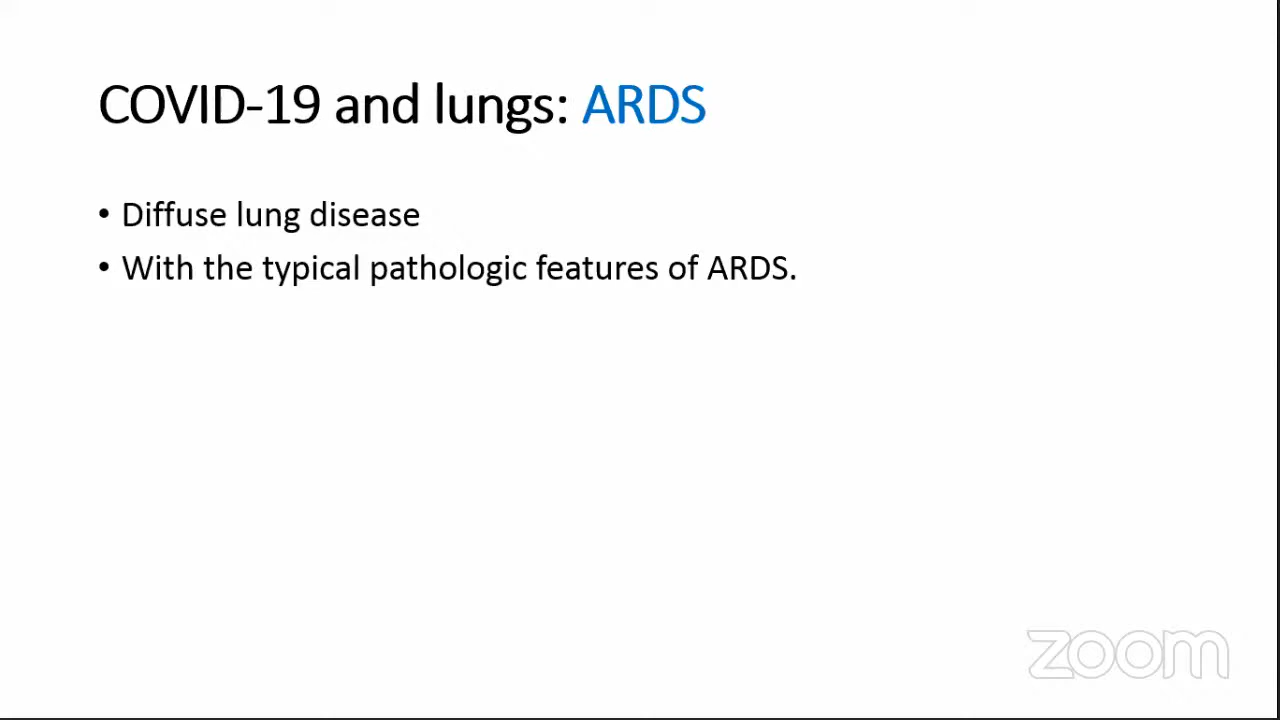 COVID-19 and lungs: ARDS
• Diffuse lung disease
• With the typical pathologic features of ARDS.
zoom